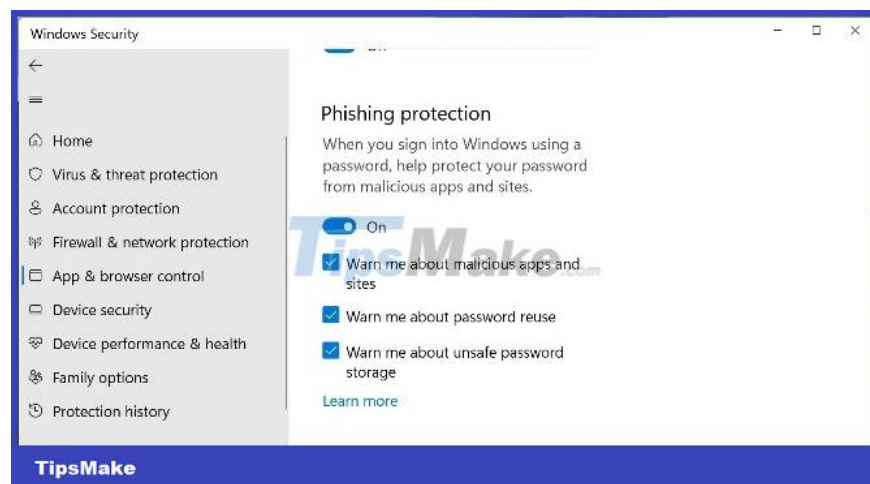 Windows Security
Home
Virus & threat protection
Account protection
Firewall & network protection
App & browser control
Device security
Device performance & health
Family options
Protection history
Phishing protection
When you sign into Windows using a
password, help protect your password
from malicious apps and sites.
On
TipsMake.com
Warn me about malicious apps and
sites
Warn me about password reuse
Warn me about unsafe password
storage
Learn more
TipsMake